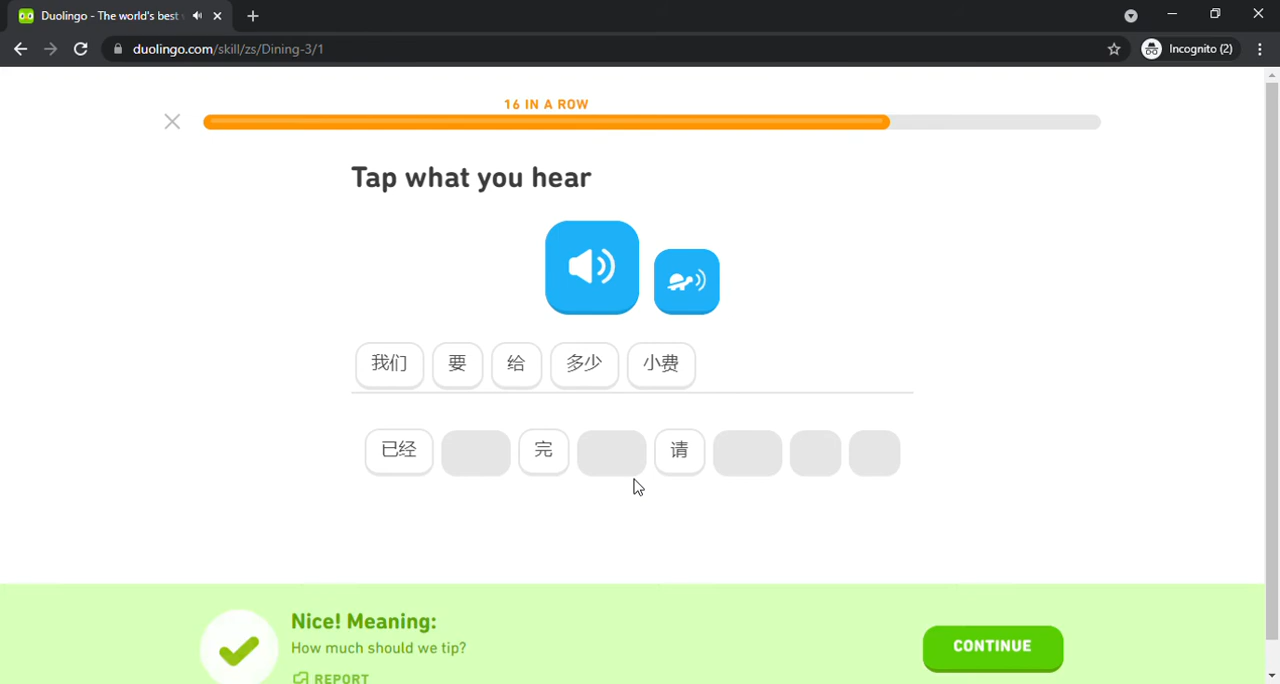 Duolingo - The world's best
duolingo.com/skill/zs/Dining-3/1
Incognito (2)
16 IN A ROW
Tap what you hear
我们 要 给 多少 小费
已经 完 请
Nice! Meaning:
How much should we tip?
REPORT
CONTINUE